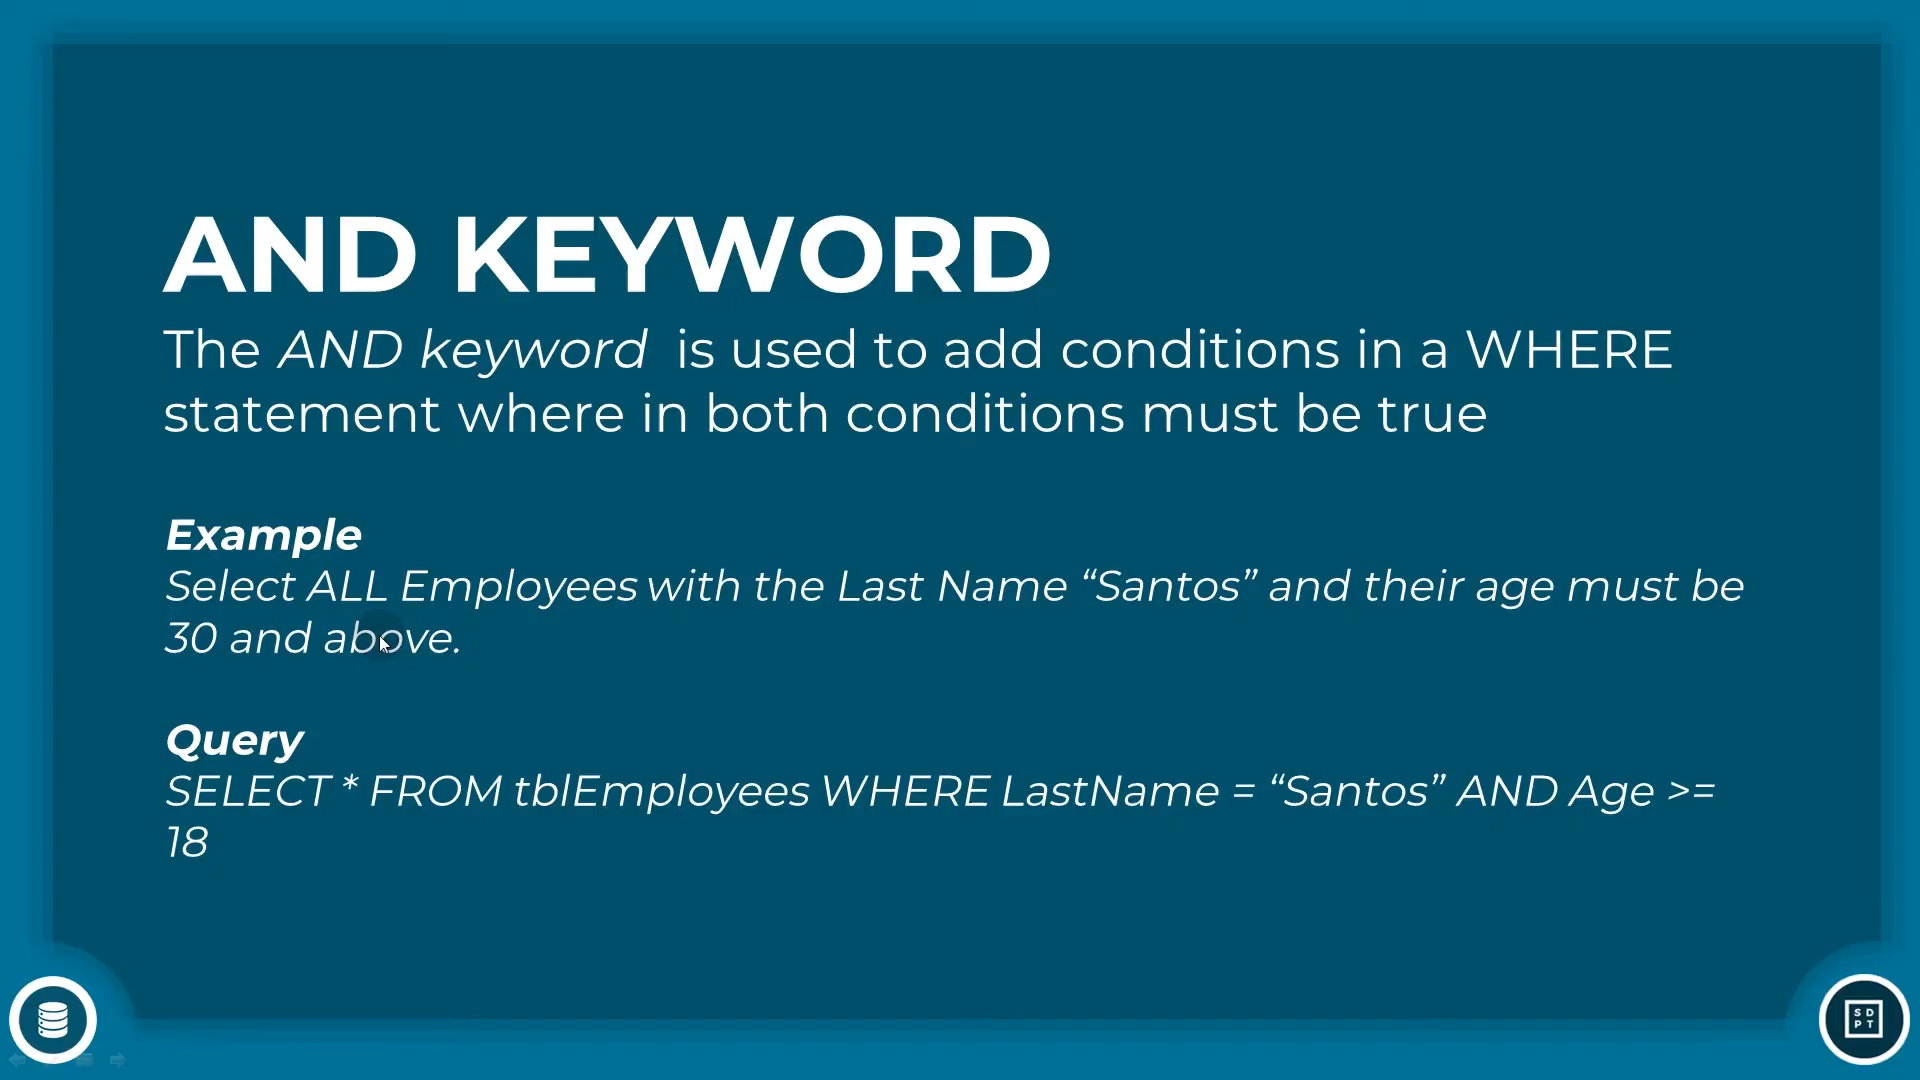 AND KEYWORD
The AND keyword is used to add conditions in a WHERE
statement where in both conditions must be true
Example
Select ALL Employees with the Last Name “Santos” and their age must be
30 and above.
Query
SELECT * FROM tblEmployees WHERE LastName = “Santos” AND Age >=
18
SD
PT